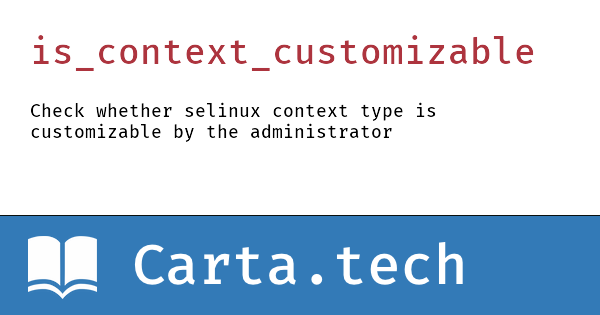 is_context_customizable
Check whether selinux context type is
customizable by the administrator
Carta.tech